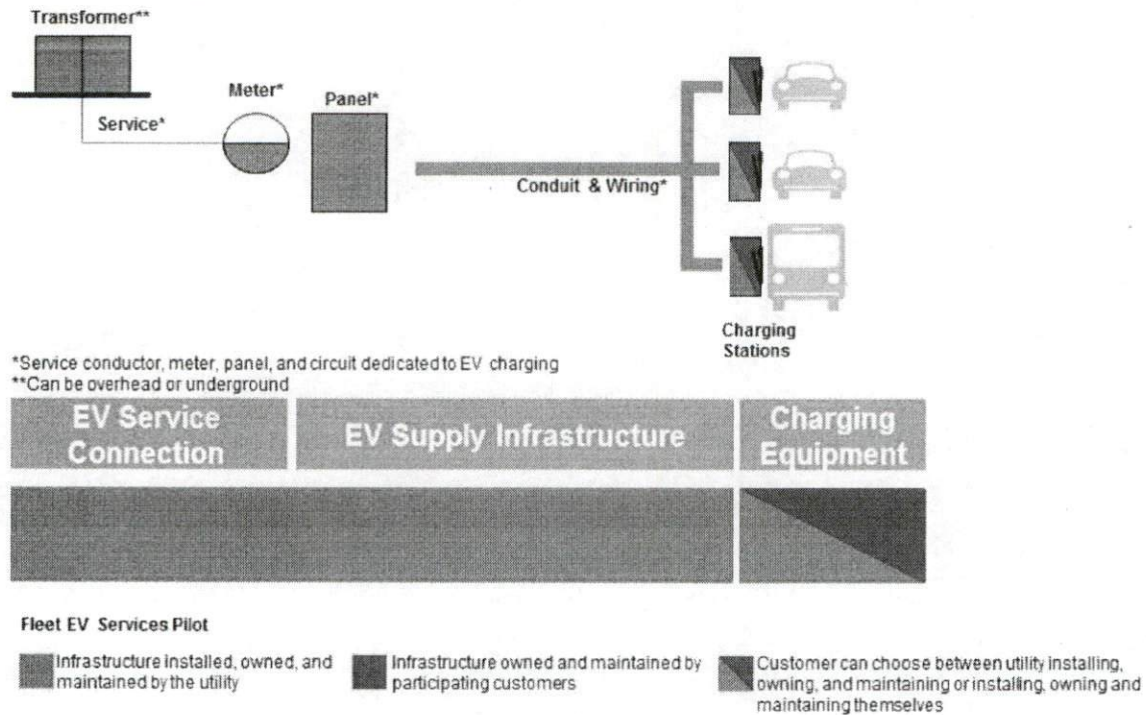 Transformer**
Meter*
Panel*
Service*
Conduit & Wiring*
Charging
Stations
*Service conductor, meter, panel, and circuit dedicated to EV charging
**Can be overhead or underground
EV Service
Connection
EV Supply Infrastructure
Charging
Equipment
Fleet EV Services Pilot
Infrastructure installed, owned, and
maintained by the utility
Infrastructure owned and maintained by
participating customers
Customer can choose between utility installing,
owning, and maintaining or installing, owning and
maintaining themselves